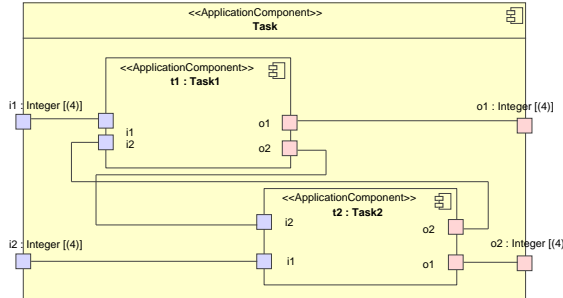 <<ApplicationComponent>>
Task
<<ApplicationComponent>>
t1 : Task1
i1 : Integer [(4)]
o1 : Integer [(4)]
i1
o1
i2
o2
<<ApplicationComponent>>
t2 : Task2
i2
o2
i2 : Integer [(4)]
o2 : Integer [(4)
i1
o1